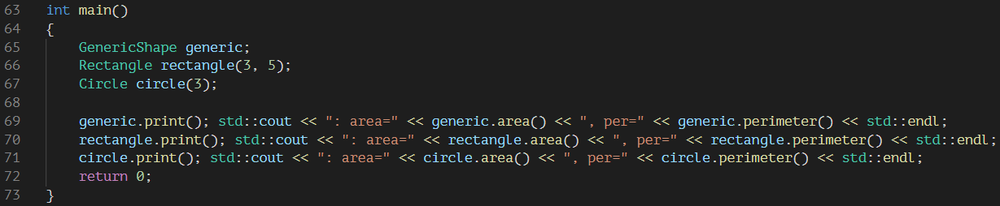 63 int main()
64 {
65     GenericShape generic;
66     Rectangle rectangle(3, 5);
67     Circle circle(3);
68
69     generic.print(); std::cout << ": area=" << generic.area() << ", per=" << generic.perimeter() << std::endl;
70     rectangle.print(); std::cout << ": area=" << rectangle.area() << ", per=" << rectangle.perimeter() << std::endl;
71     circle.print(); std::cout << ": area=" << circle.area() << ", per=" << circle.perimeter() << std::endl;
72     return 0;
73 }